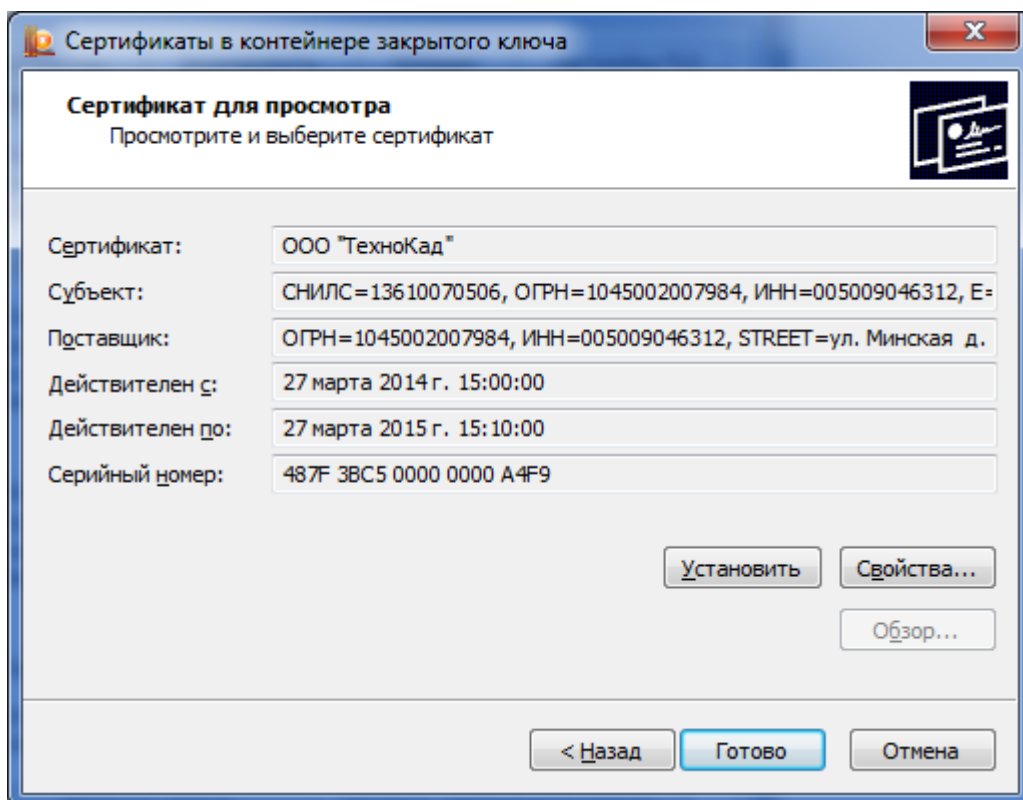 Сертификаты в контейнере закрытого ключа
Сертификат для просмотра
Просмотрите и выберите сертификат
Сертификат: ООО "ТехноКад"
Субъект: СНИЛС=13610070506, ОГРН=1045002007984, ИНН=005009046312, E=
Поставщик: ОГРН=1045002007984, ИНН=005009046312, STREET=ул. Минская д.
Действителен с: 27 марта 2014 г. 15:00:00
Действителен по: 27 марта 2015 г. 15:10:00
Серийный номер: 487F 3BC5 0000 0000 A4F9
Установить Свойства...
Обзор...
< Назад Готово Отмена